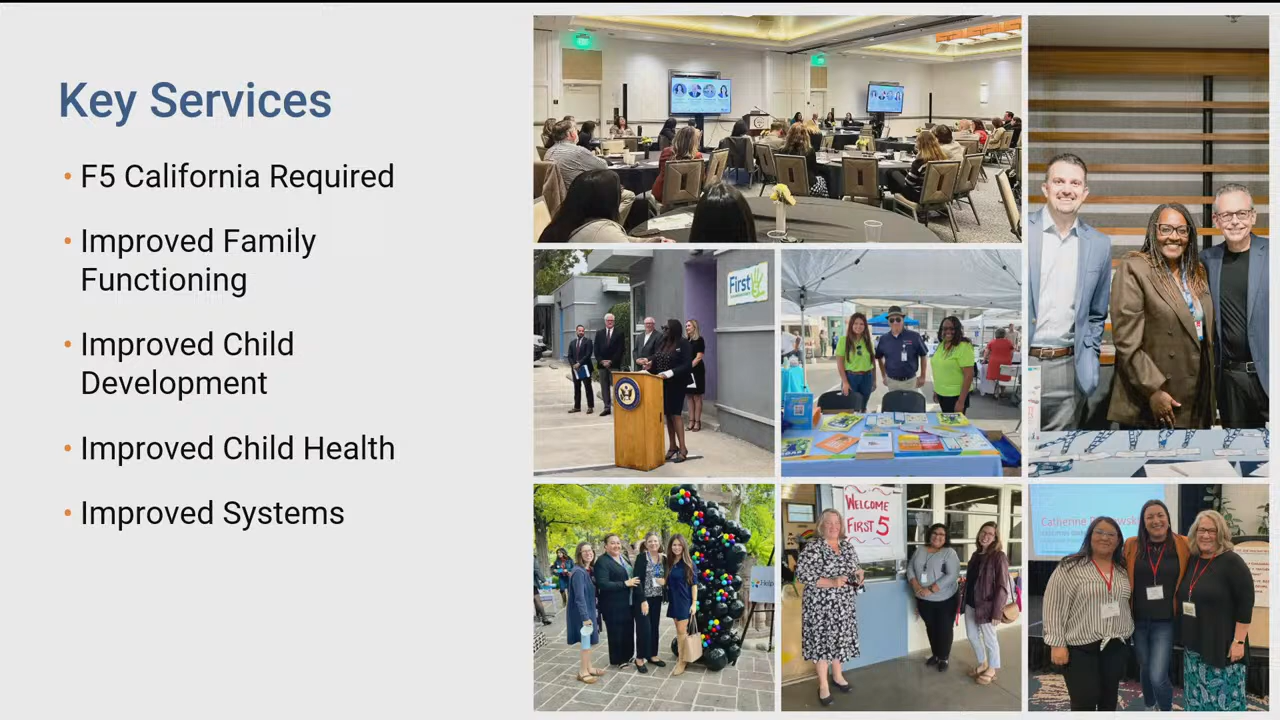 Key Services
• F5 California Required
• Improved Family
Functioning
• Improved Child
Development
• Improved Child Health
• Improved Systems
First 5
WELCOME
FIRST 5
Help
Catherine